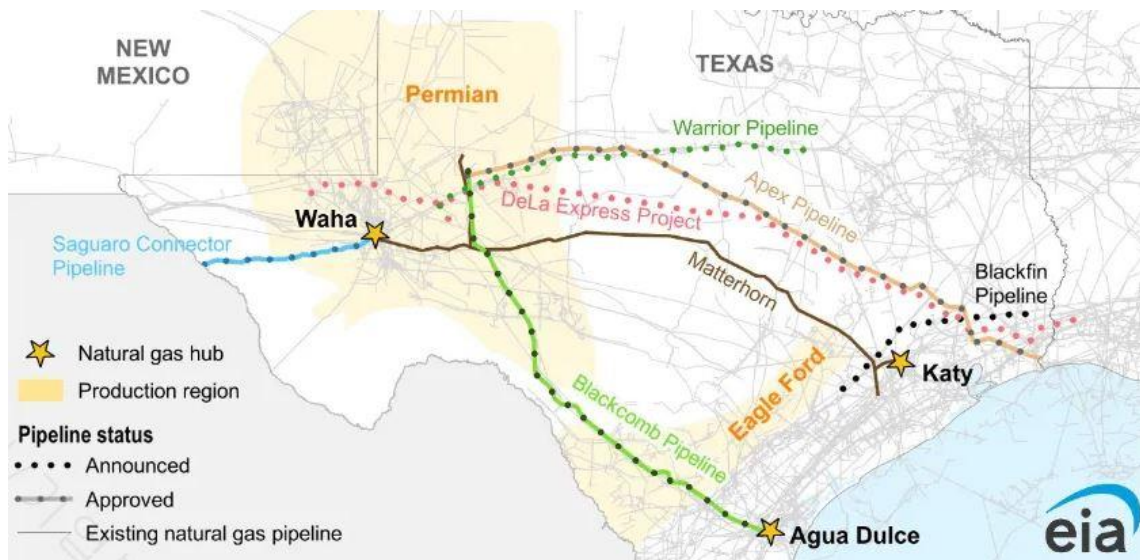 NEW
MEXICO
TEXAS
Permian
Warrior Pipeline
Apex Pipeline
DeLa Express Project
Waha
Saguaro Connector
Pipeline
Matterhorn
Blackfin
Pipeline
Natural gas hub
Production region
Katy
Eagle Ford
Blackcomb Pipeline
Pipeline status
Announced
Approved
Existing natural gas pipeline
Agua Dulce
eia